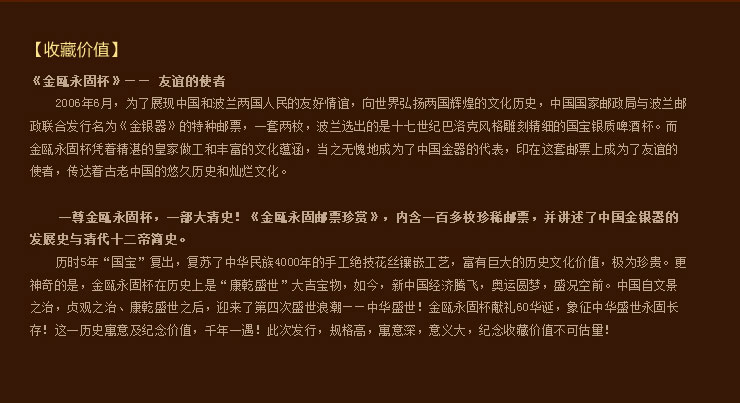 【收藏价值】
《金瓯永固杯》—— 友谊的使者
2006年6月，为了展现中国和波兰两国人民的友好情谊，向世界弘扬两国辉煌的文化历史，中国国家邮政局与波兰邮
政联合发行名为《金银器》的特种邮票，一套两枚，波兰选出的是十七世纪巴洛克风格雕刻精细的国宝银质啤酒杯。而
金瓯永固杯凭着精湛的皇家做工和丰富的文化蕴涵，当之无愧地成为了中国金器的代表，印在这套邮票上成为了友谊的
使者，传达着古老中国的悠久历史和灿烂文化。
一尊金瓯永固杯，一部大清史！《金瓯永固邮票珍赏》，内含一百多枚珍稀邮票，并讲述了中国金银器的
发展史与清代十二帝简史。
历时5年“国宝”复出，复苏了中华民族4000年的手工绝技花丝镶嵌工艺，富有巨大的历史文化价值，极为珍贵。更
神奇的是，金瓯永固杯在历史上是“康乾盛世”大吉宝物，如今，新中国经济腾飞，奥运圆梦，盛况空前。中国自文景
之治，贞观之治、康乾盛世之后，迎来了第四次盛世浪潮——中华盛世！金瓯永固杯献礼60华诞，象征中华盛世永固长
存！这一历史寓意及纪念价值，千年一遇！此次发行，规格高，寓意深，意义大，纪念收藏价值不可估量！